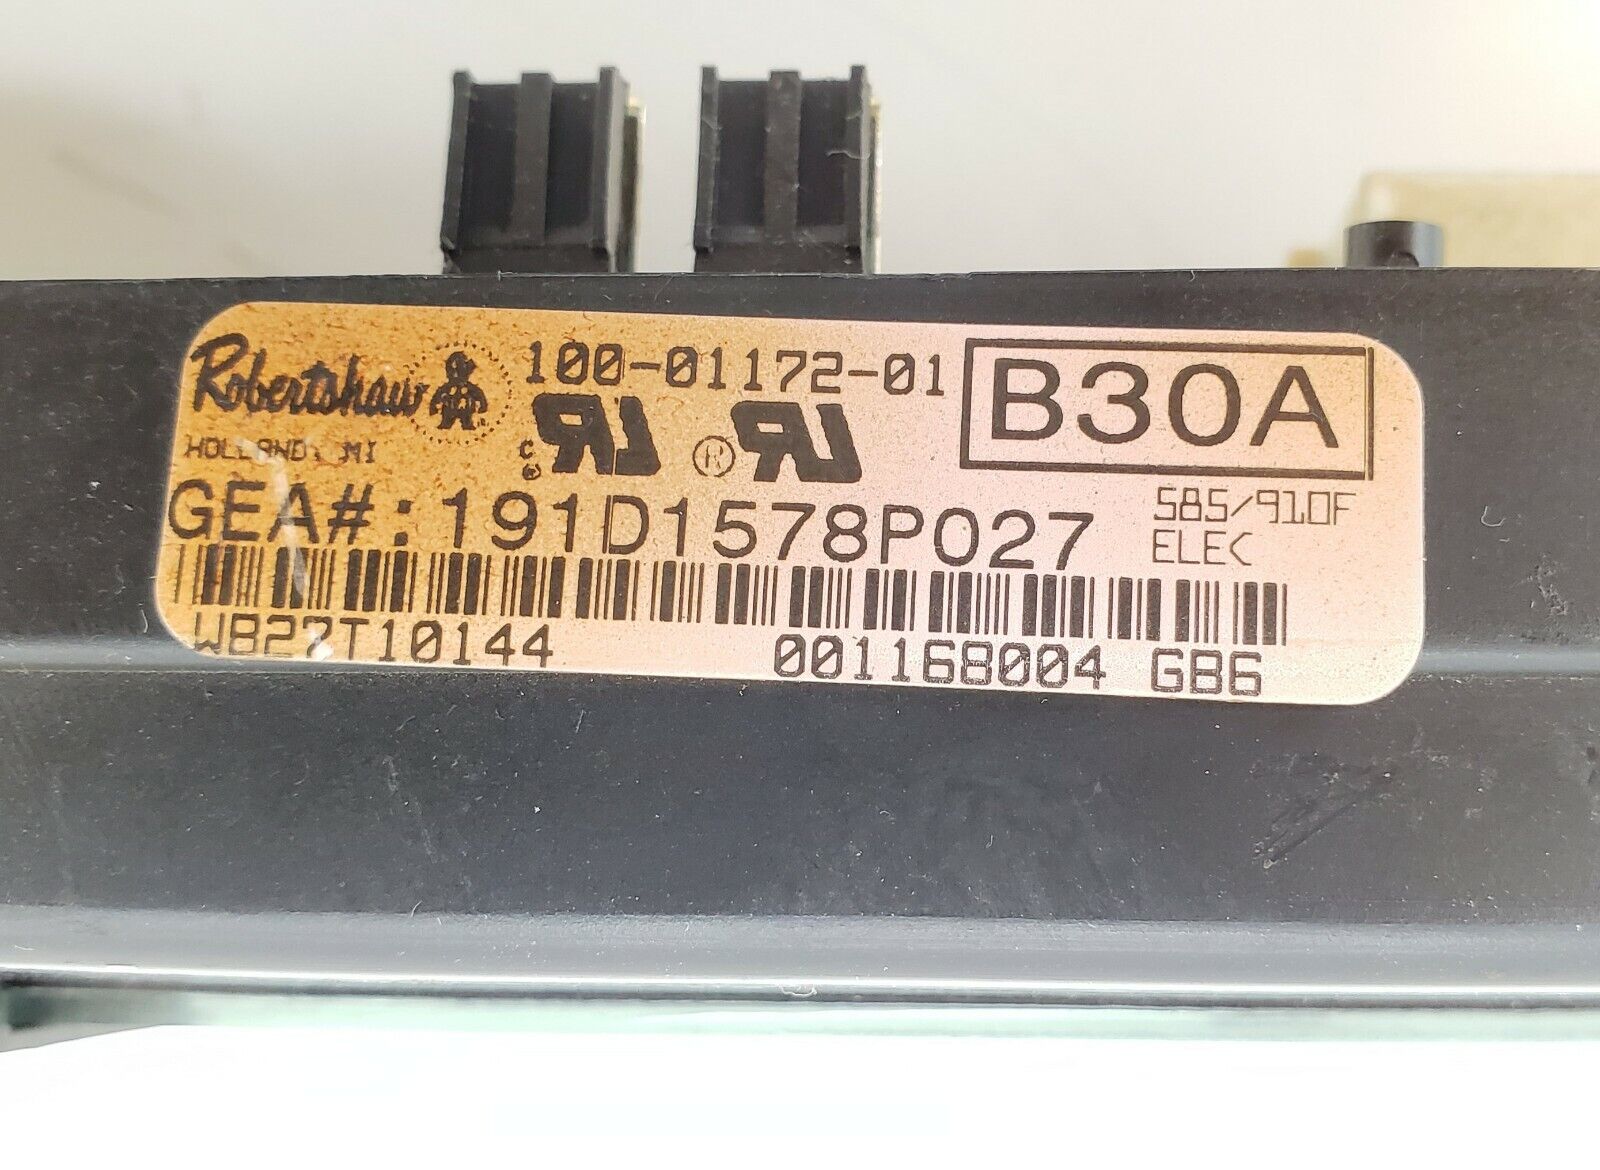 Robertshaw
HOLLAND, MI
100-01172-01
B30A
GEA#: 191D1578P027
585/910F
ELEC
WB27T10144 001168004 GB6